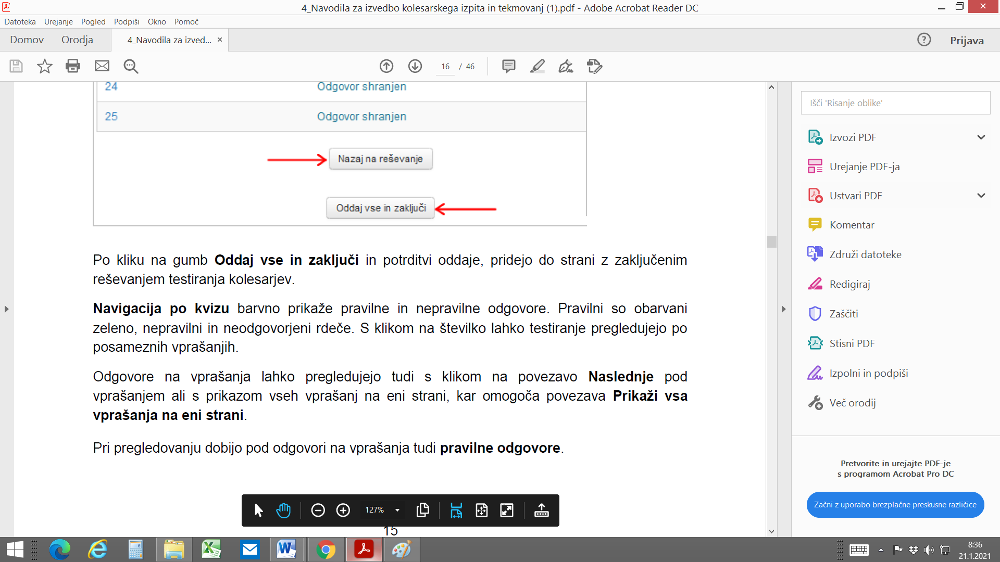 4_Navodila za izvedbo kolesarskega izpita in tekmovanj (1).pdf - Adobe Acrobat Reader DC
Datoteka Urejanje Pogled Podpiši Okno Pomoč
Domov Orodja 4_Navodila za izved... × Prijava
16 / 46
24 Odgovor shranjen
25 Odgovor shranjen
Nazaj na reševanje
Oddaj vse in zaključi
Po kliku na gumb Oddaj vse in zaključi in potrditvi oddaje, pridejo do strani z zaključenim
reševanjem testiranja kolesarjev.
Navigacija po kvizu barvno prikaže pravilne in nepravilne odgovore. Pravilni so obarvani
zeleno, nepravilni in neodgovorjeni rdeče. S klikom na številko lahko testiranje pregledujejo po
posameznih vprašanjih.
Odgovore na vprašanja lahko pregledujejo tudi s klikom na povezavo Naslednje pod
vprašanjem ali s prikazom vseh vprašanj na eni strani, kar omogoča povezava Prikaži vsa
vprašanja na eni strani.
Pri pregledovanju dobijo pod odgovori na vprašanja tudi pravilne odgovore.
127%
15
Išči 'Risanje oblike'
Izvozi PDF
Urejanje PDF-ja
Ustvari PDF
Komentar
Združi datoteke
Redigiraj
Zaščiti
Stisni PDF
Izpolni in podpiši
Več orodij
Pretvorite in urejajte PDF-je
s programom Acrobat Pro DC
Začni z uporabo brezplačne preskusne različice
8:36
21.1.2021